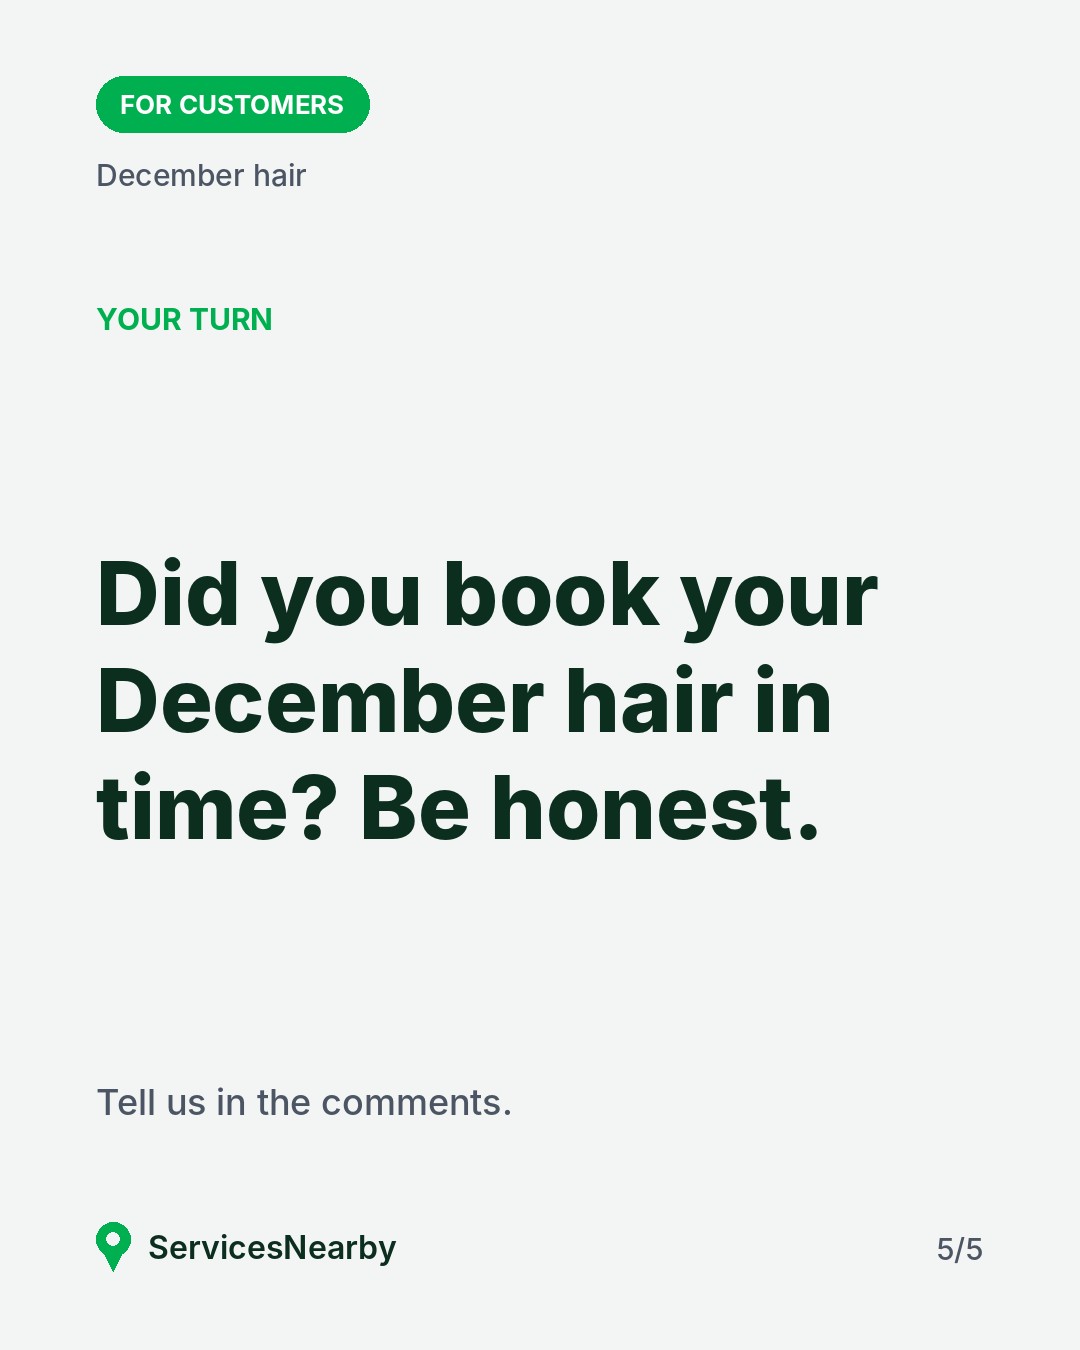 FOR CUSTOMERS
December hair
YOUR TURN
Did you book your
December hair in
time? Be honest.
Tell us in the comments.
ServicesNearby
5/5